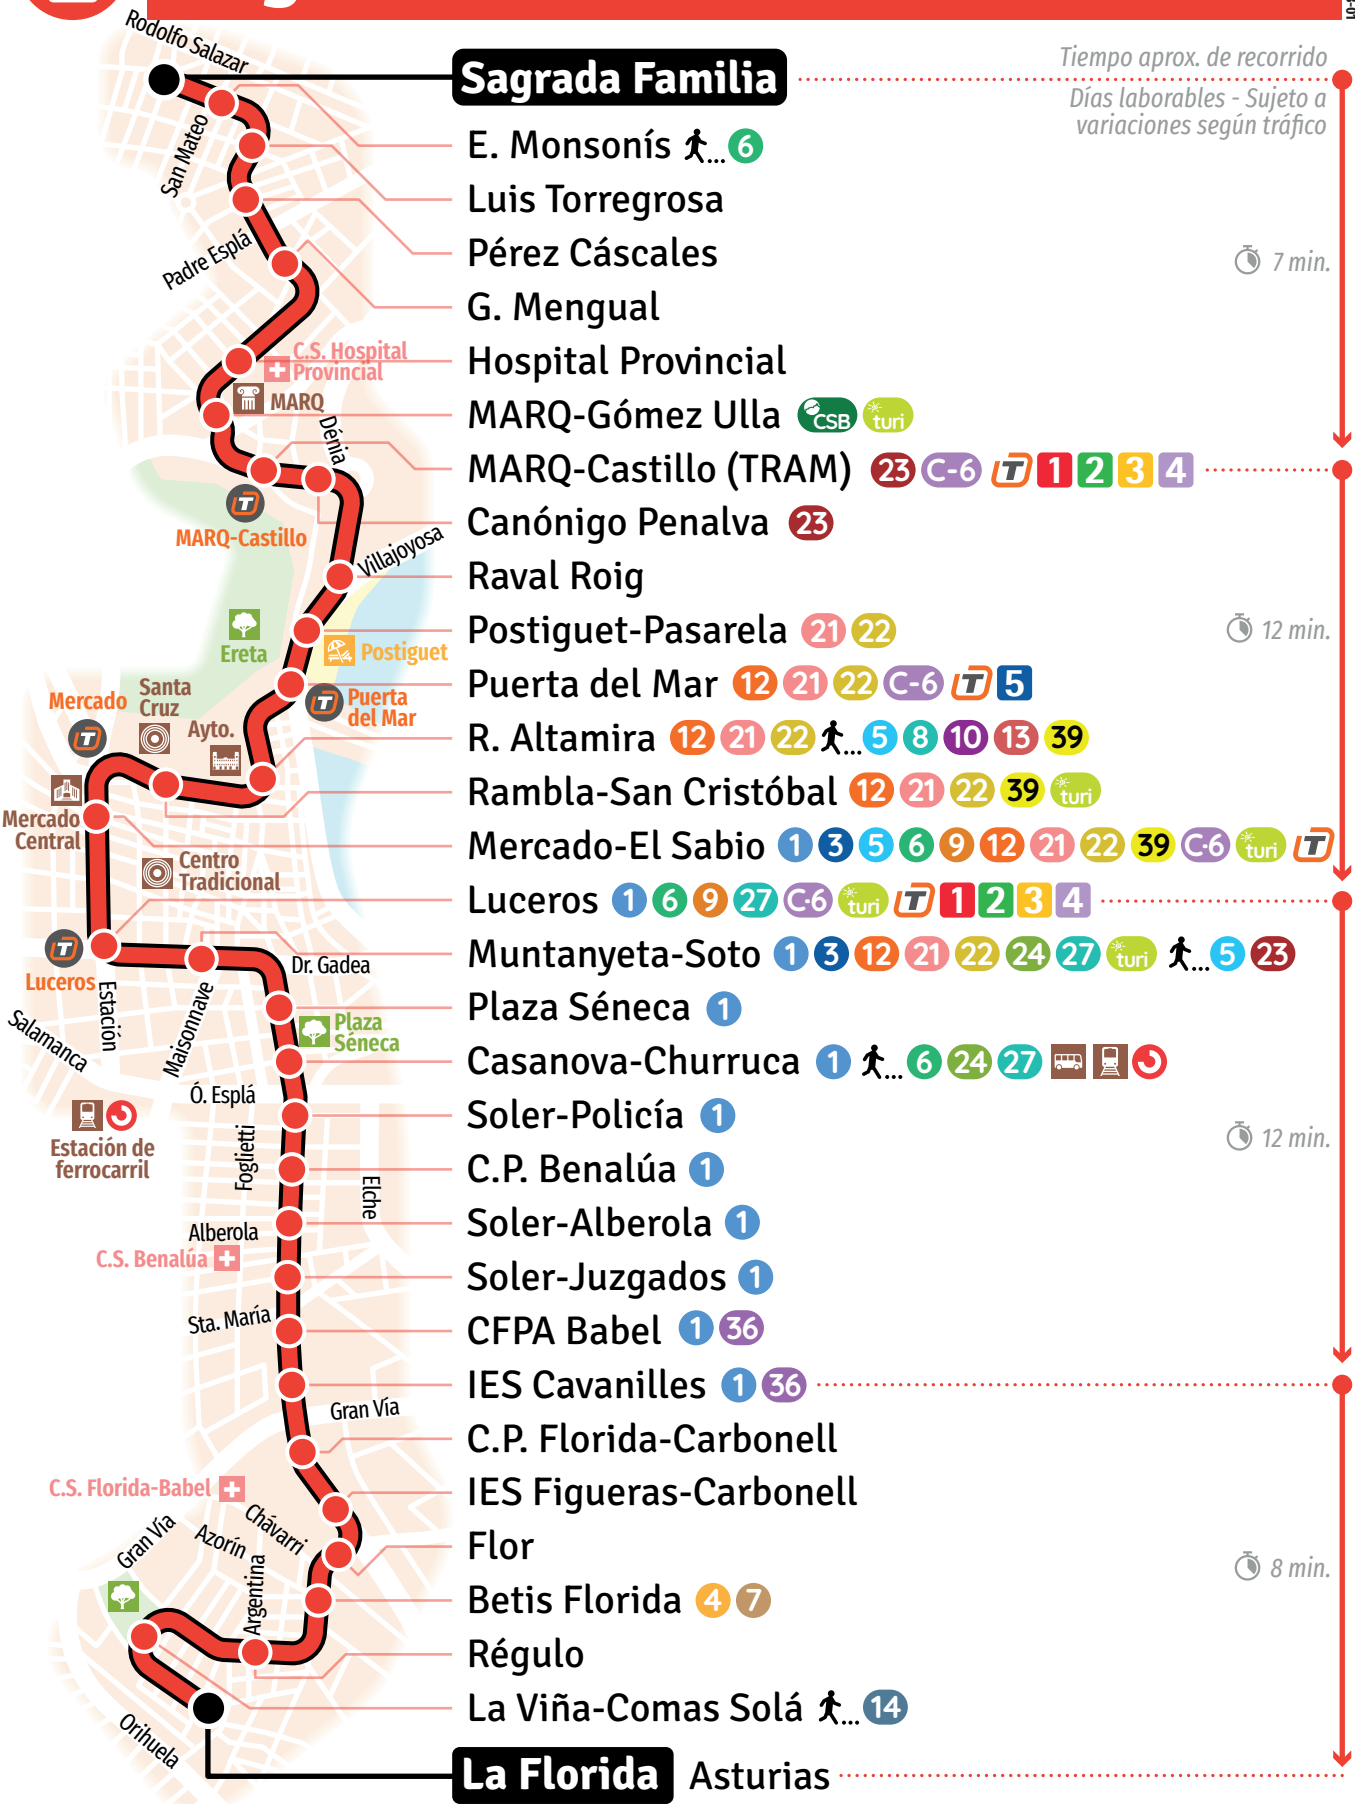 Rodolfo Salazar
San Mateo
Padre Esplá
C.S. Hospital
Provincial
MARQ
Dénia
MARQ-Castillo
Villajoyosa
Ereta
Postiguet
Puerta
del Mar
Mercado
Santa
Cruz
Ayto.
Mercado
Central
Centro
Tradicional
Luceros
Estación
Salamanca
Maisonnave
Dr. Gadea
Plaza
Séneca
Ó. Esplá
Estación de
ferrocarril
Foglietti
Elche
Alberola
C.S. Benalúa
Sta. María
Gran Vía
C.S. Florida-Babel
Gran Vía
Azorín
Chávarri
Argentina
Orihuela
Tiempo aprox. de recorrido
Días laborables - Sujeto a
variaciones según tráfico
Sagrada Familia
E. Monsonís ... 6
Luis Torregrosa
Pérez Cáscales
7 min.
G. Mengual
Hospital Provincial
MARQ-Gómez Ulla CSB turi
MARQ-Castillo (TRAM) 23 C-6 T 1 2 3 4
Canónigo Penalva 23
Raval Roig
Postiguet-Pasarela 21 22
12 min.
Puerta del Mar 12 21 22 C-6 T 5
R. Altamira 12 21 22 ... 5 8 10 13 39
Rambla-San Cristóbal 12 21 22 39 turi
Mercado-El Sabio 1 3 5 6 9 12 21 22 39 C-6 turi T
Luceros 1 6 9 27 C-6 turi T 1 2 3 4
Muntanyeta-Soto 1 3 12 21 22 24 27 turi ... 5 23
Plaza Séneca 1
Casanova-Churruca 1 ... 6 24 27
Soler-Policía 1
12 min.
C.P. Benalúa 1
Soler-Alberola 1
Soler-Juzgados 1
CFPA Babel 1 36
IES Cavanilles 1 36
C.P. Florida-Carbonell
IES Figueras-Carbonell
Flor
8 min.
Betis Florida 4 7
Régulo
La Viña-Comas Solá ... 14
La Florida Asturias